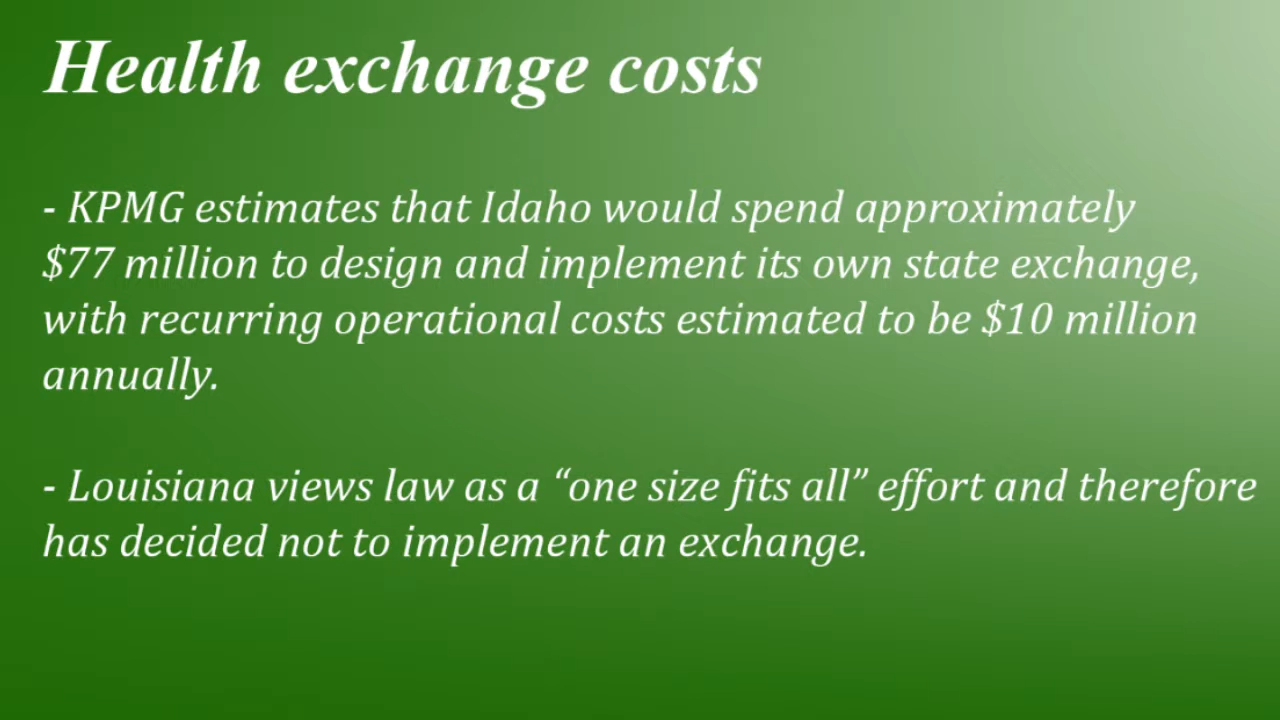 Health exchange costs
- KPMG estimates that Idaho would spend approximately
$77 million to design and implement its own state exchange,
with recurring operational costs estimated to be $10 million
annually.
- Louisiana views law as a “one size fits all” effort and therefore
has decided not to implement an exchange.